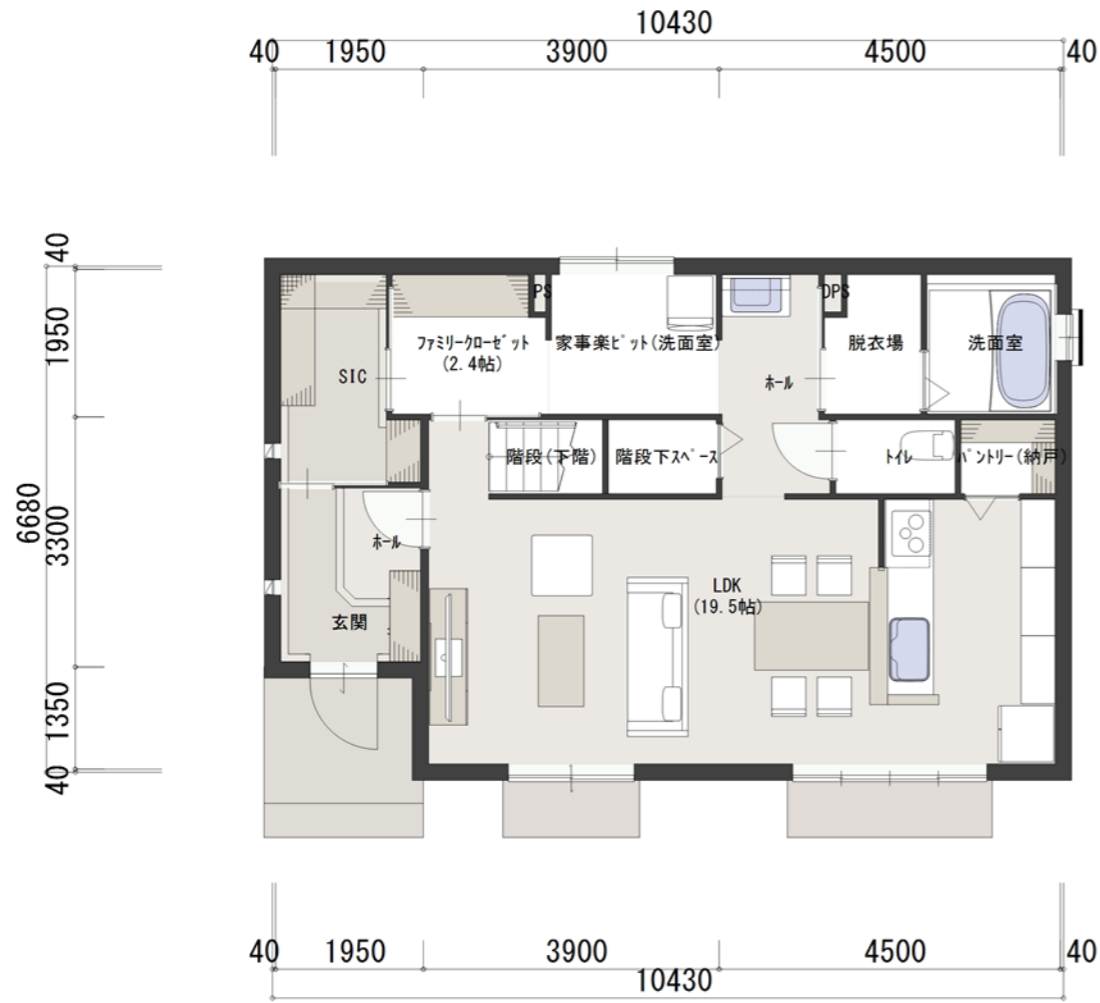 10430
40 1950 3900 4500 40
40
1950
6680
3300
1350
40
PS
DPS
ファミリークローゼット
(2.4帖)
家事楽ピット(洗面室)
脱衣場
洗面室
SIC
ホール
階段(下階)
階段下スペース
トイレ
パントリー(納戸)
ホール
LDK
(19.5帖)
玄関
40 1950 3900 4500 40
10430